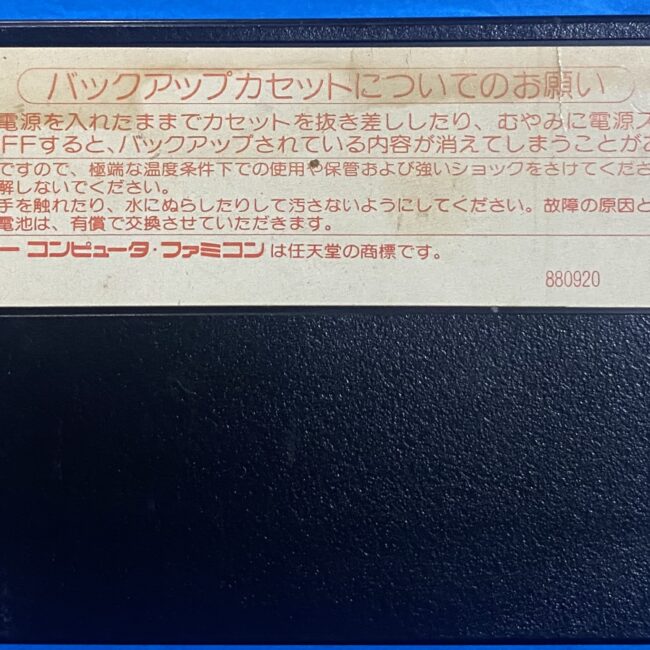 バックアップカセットについてのお願い
電源を入れたままでカセットを抜き差ししたり、むやみに電源ス
FFすると、バックアップされている内容が消えてしまうことがあ
ですので、極端な温度条件下での使用や保管および強いショックをさけてくださ
解しないでください。
手を触れたり、水にぬらしたりして汚さないようにしてください。故障の原因と
電池は、有償で交換させていただきます。
ー コンピュータ・ファミコンは任天堂の商標です。
880920